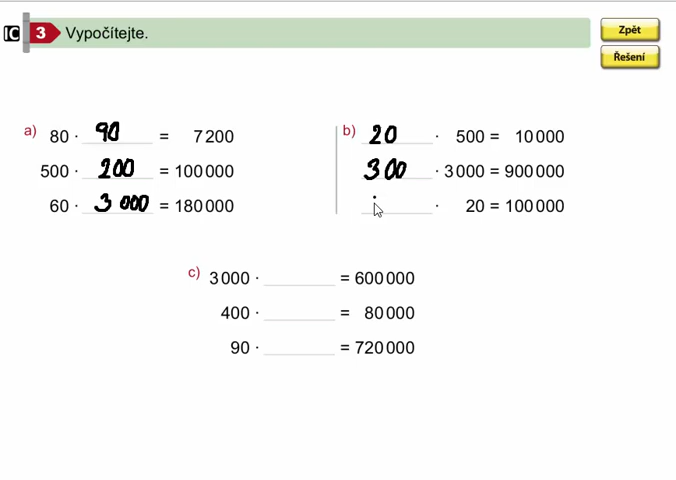 IC 3 Vypočítejte.
Zpět
Řešení
a) 80 · 90 = 7 200
500 · 200 = 100 000
60 · 3 000 = 180 000
b) 20 · 500 = 10 000
300 · 3 000 = 900 000
· 20 = 100 000
c) 3 000 · = 600 000
400 · = 80 000
90 · = 720 000